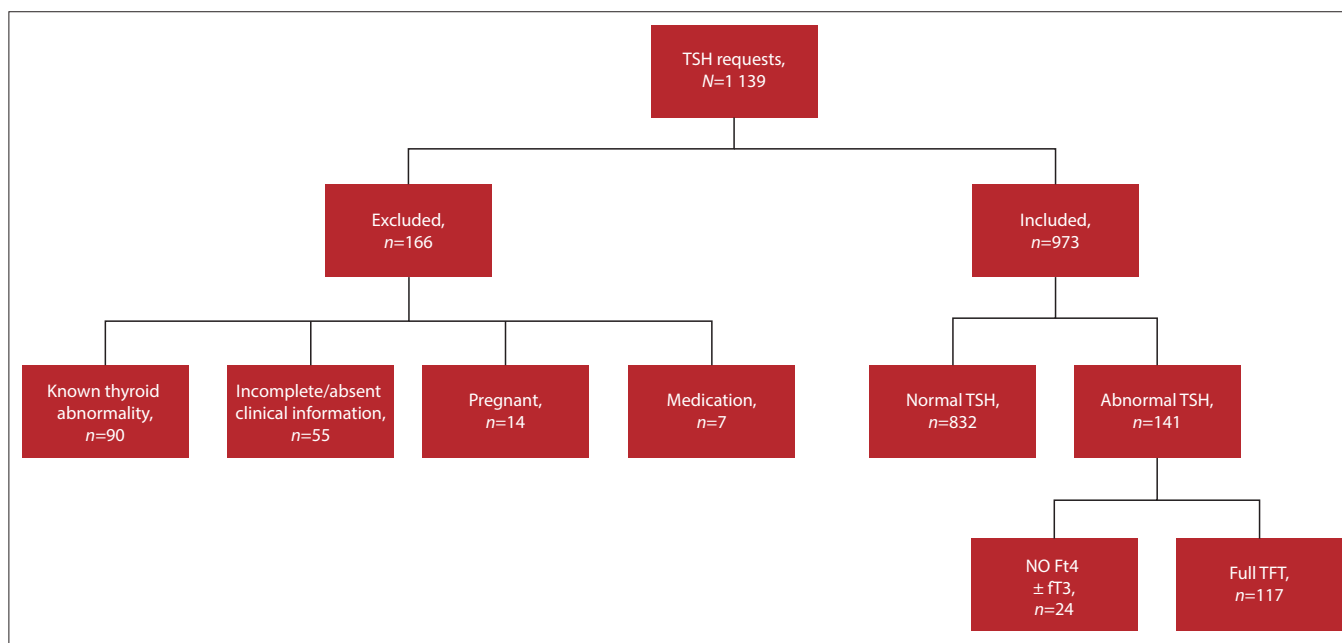 TSH requests,
N=1 139
Excluded,
n=166
Included,
n=973
Known thyroid
abnormality,
n=90
Incomplete/absent
clinical information,
n=55
Pregnant,
n=14
Medication,
n=7
Normal TSH,
n=832
Abnormal TSH,
n=141
NO Ft4
± fT3,
n=24
Full TFT,
n=117